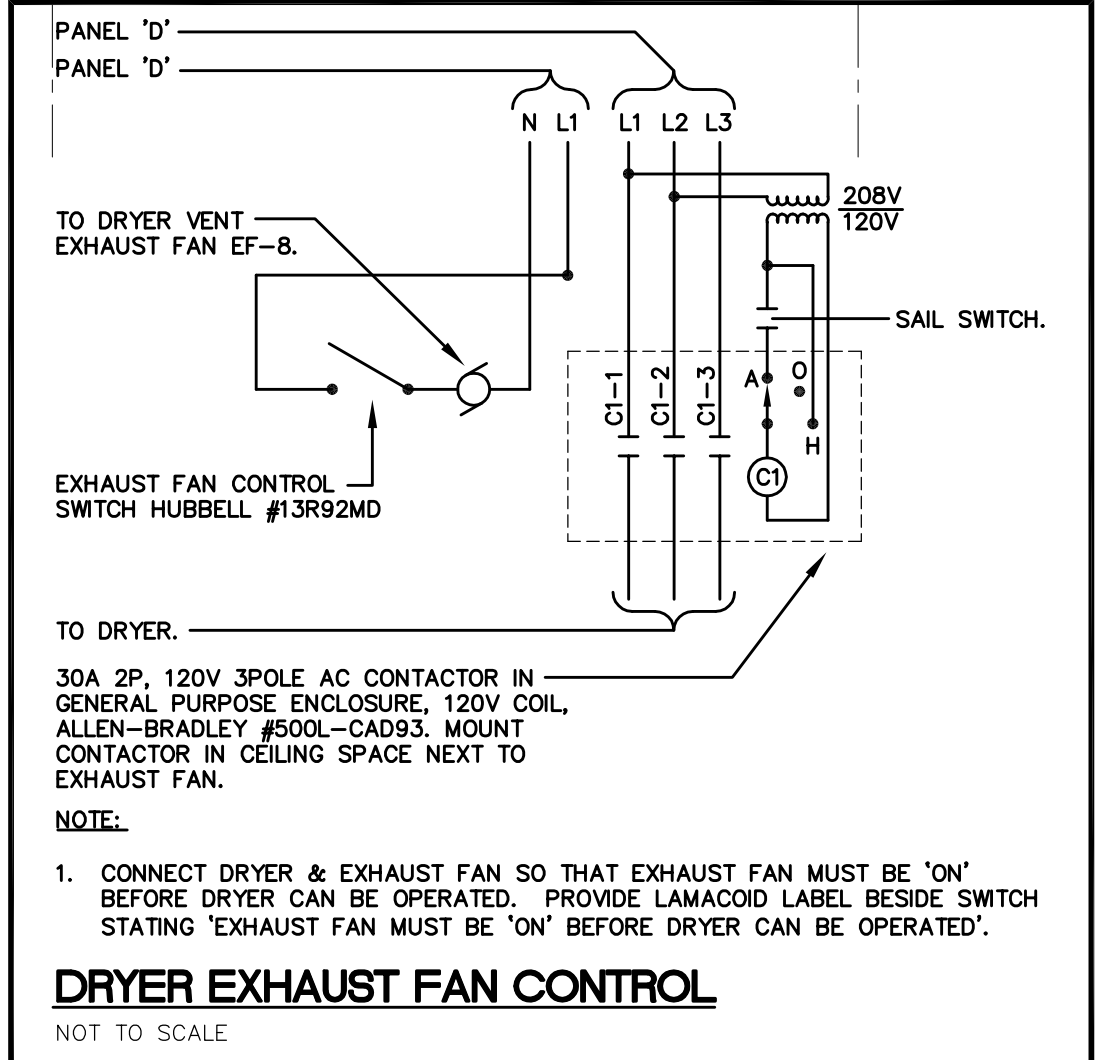 PANEL 'D'
PANEL 'D'
N L1 L1 L2 L3
208V
120V
TO DRYER VENT
EXHAUST FAN EF-8.
SAIL SWITCH.
C1-1 C1-2 C1-3
A O
H
C1
EXHAUST FAN CONTROL
SWITCH HUBBELL #13R92MD
TO DRYER.
30A 2P, 120V 3POLE AC CONTACTOR IN
GENERAL PURPOSE ENCLOSURE, 120V COIL,
ALLEN-BRADLEY #500L-CAD93. MOUNT
CONTACTOR IN CEILING SPACE NEXT TO
EXHAUST FAN.
NOTE:
1. CONNECT DRYER & EXHAUST FAN SO THAT EXHAUST FAN MUST BE 'ON'
BEFORE DRYER CAN BE OPERATED. PROVIDE LAMACOID LABEL BESIDE SWITCH
STATING 'EXHAUST FAN MUST BE 'ON' BEFORE DRYER CAN BE OPERATED'.
DRYER EXHAUST FAN CONTROL
NOT TO SCALE